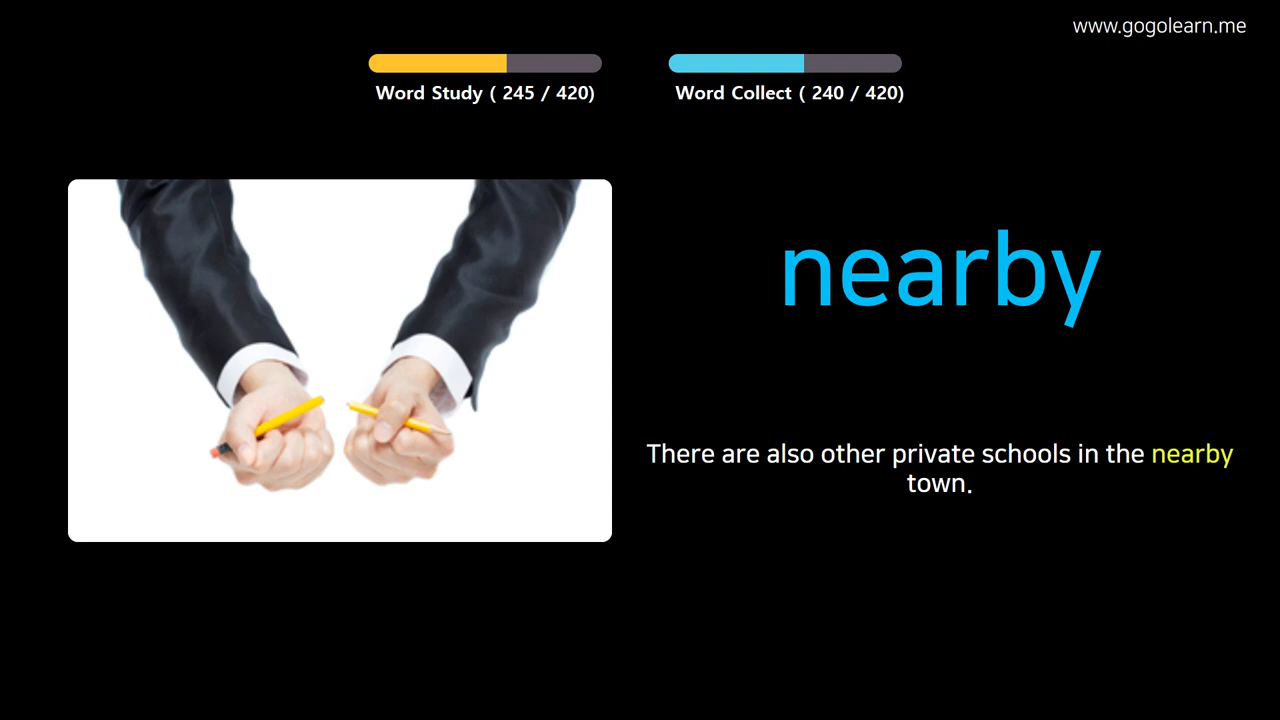 www.gogolearn.me
Word Study ( 245 / 420)
Word Collect ( 240 / 420)
nearby
There are also other private schools in the nearby
town.